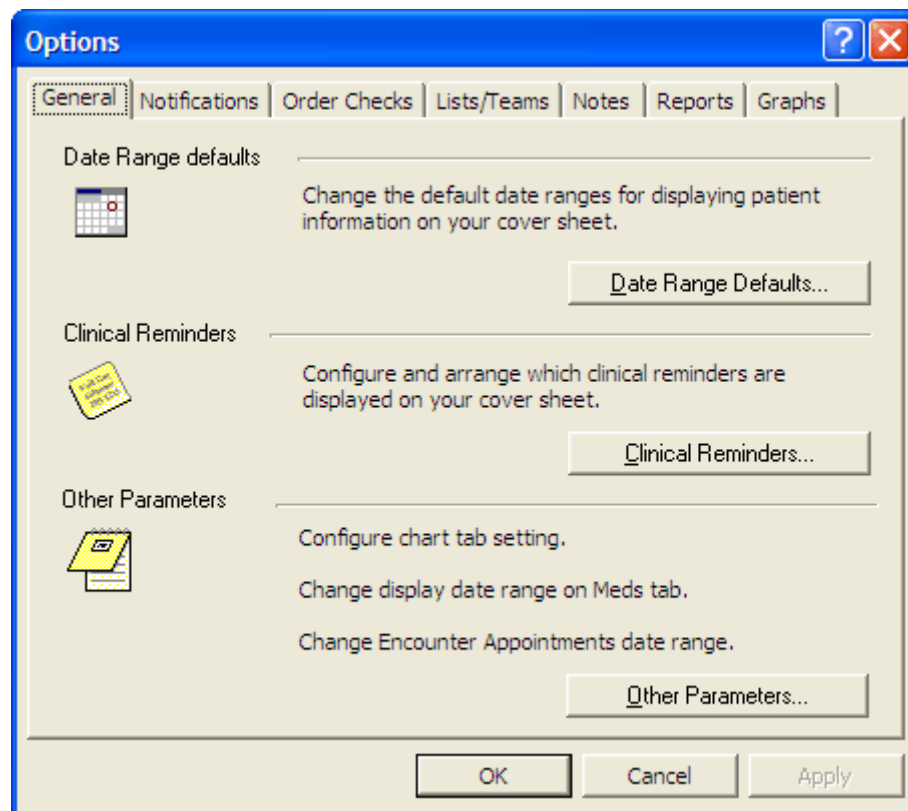 Options
General Notifications Order Checks Lists/Teams Notes Reports Graphs
Date Range defaults
Change the default date ranges for displaying patient
information on your cover sheet.
Date Range Defaults...
Clinical Reminders
Configure and arrange which clinical reminders are
displayed on your cover sheet.
Clinical Reminders...
Other Parameters
Configure chart tab setting.
Change display date range on Meds tab.
Change Encounter Appointments date range.
Other Parameters...
OK Cancel Apply